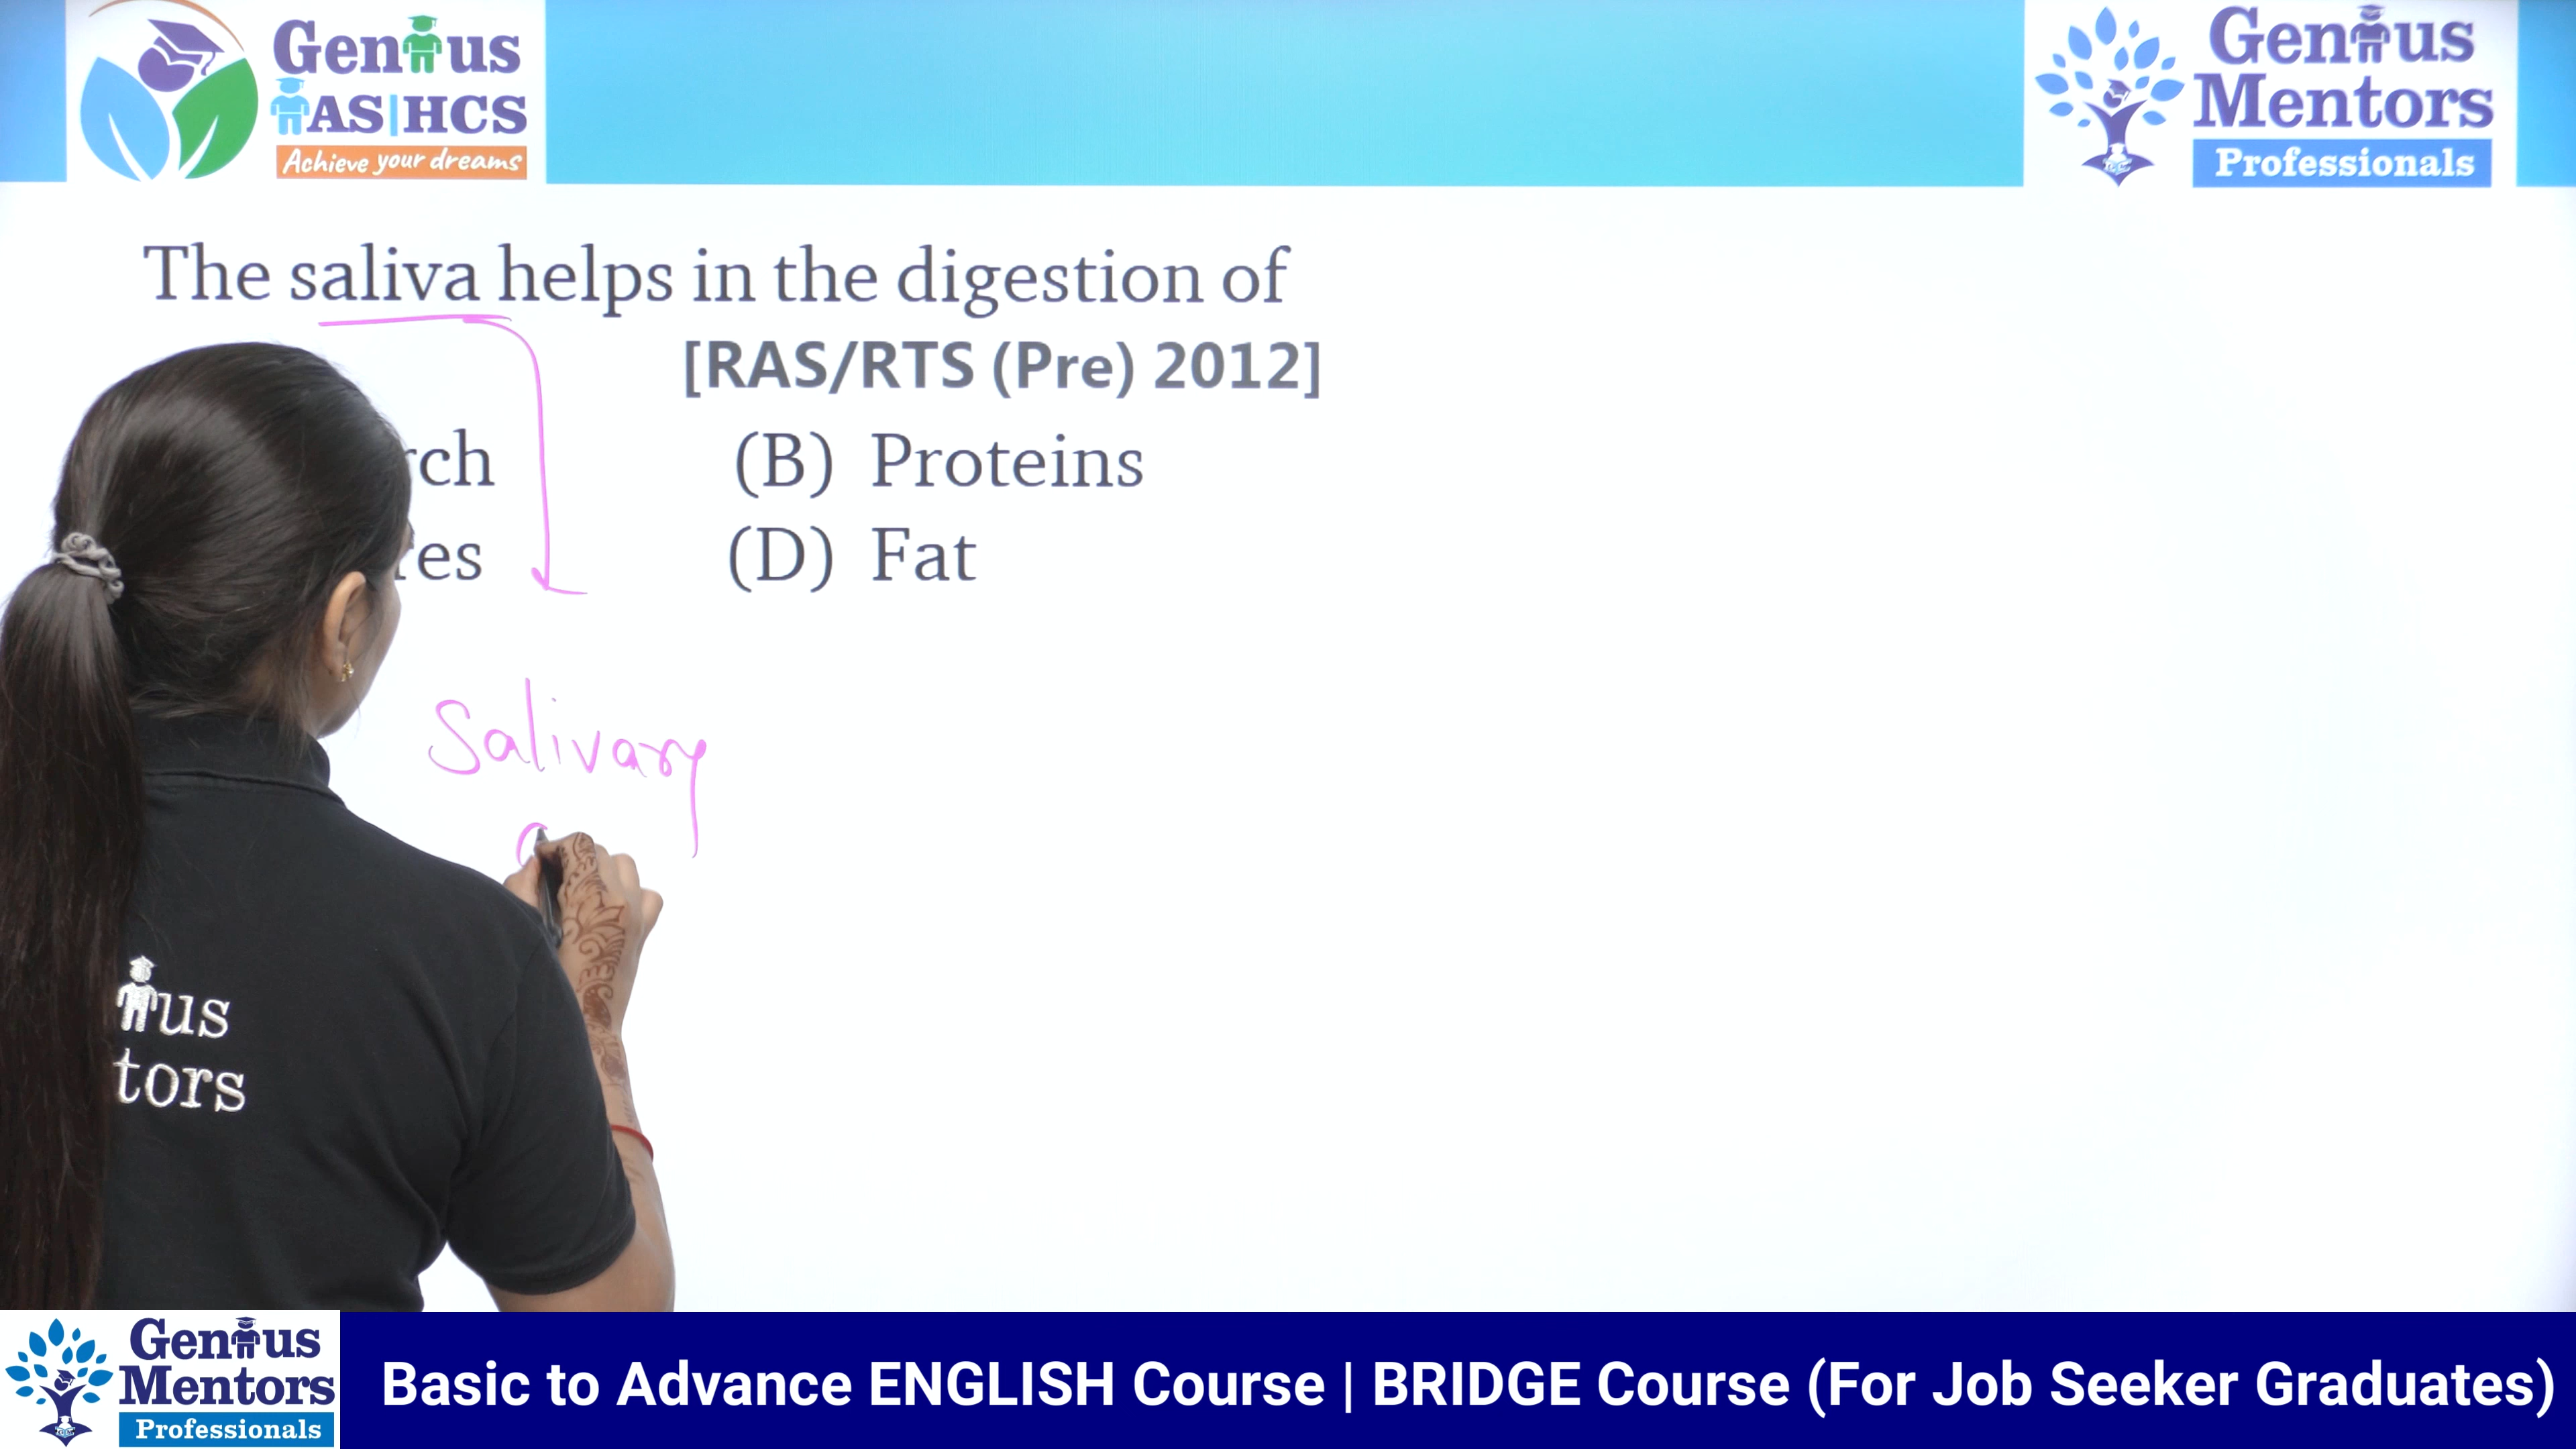 Genius
IAS|HCS
Achieve your dreams
Genius
Mentors
Professionals
The saliva helps in the digestion of
[RAS/RTS (Pre) 2012]
rch (B) Proteins
res (D) Fat
Salivary
ius
tors
Genius
Mentors
Professionals
Basic to Advance ENGLISH Course | BRIDGE Course (For Job Seeker Graduates)